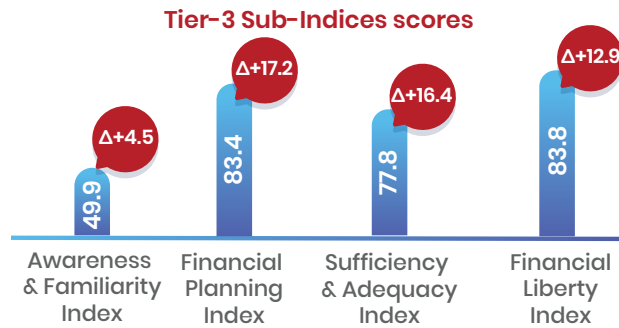 Tier-3 Sub-Indices scores
Δ+4.5
Δ+17.2
Δ+16.4
Δ+12.9
49.9
83.4
77.8
83.8
Awareness
& Familiarity
Index
Financial
Planning
Index
Sufficiency
& Adequacy
Index
Financial
Liberty
Index